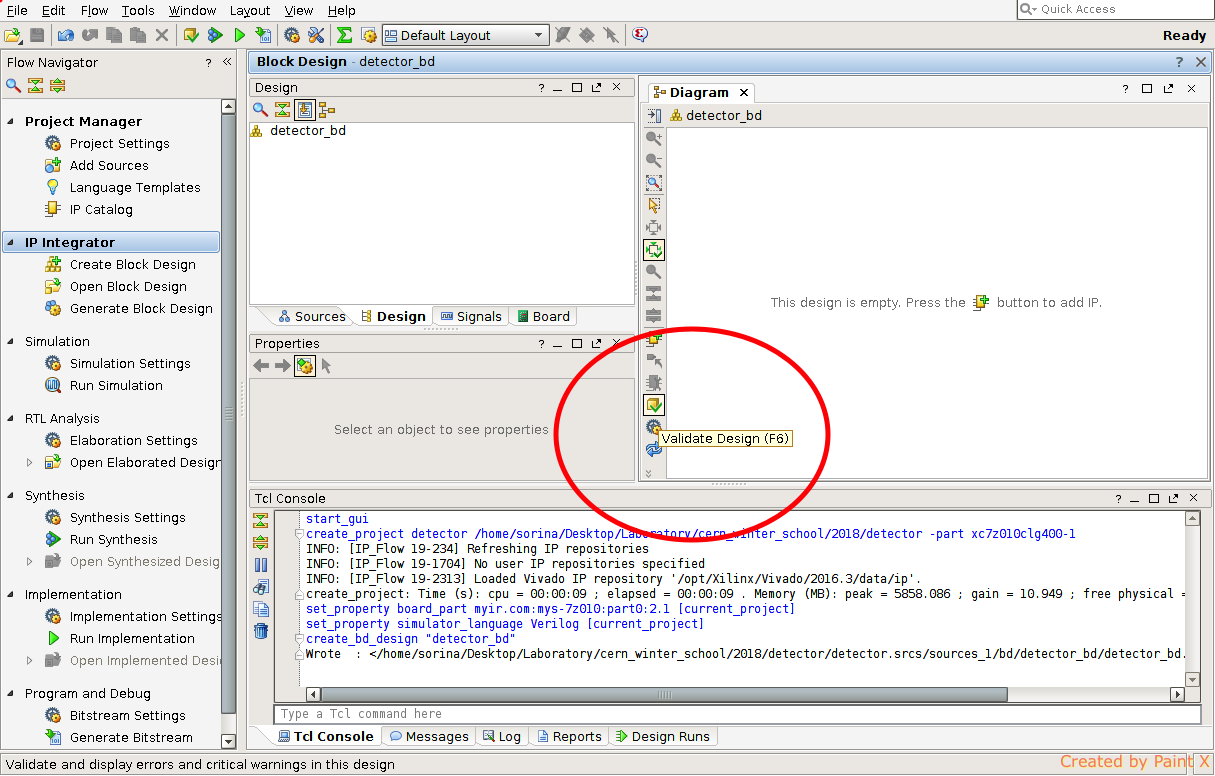 File Edit Flow Tools Window Layout View Help
Quick Access
Default Layout
Ready
Flow Navigator ? «
Project Manager
Project Settings
Add Sources
Language Templates
IP Catalog
IP Integrator
Create Block Design
Open Block Design
Generate Block Design
Simulation
Simulation Settings
Run Simulation
RTL Analysis
Elaboration Settings
Open Elaborated Design
Synthesis
Synthesis Settings
Run Synthesis
Open Synthesized Desig
Implementation
Implementation Settings
Run Implementation
Open Implemented Desi
Program and Debug
Bitstream Settings
Generate Bitstream
Block Design - detector_bd ?
Design ?
detector_bd
Sources Design Signals Board
Properties ?
Select an object to see properties
Diagram ?
detector_bd
This design is empty. Press the button to add IP.
Validate Design (F6)
Tcl Console ?
start_gui
create_project detector /home/sorina/Desktop/Laboratory/cern_winter_school/2018/detector -part xc7z010clg400-1
INFO: [IP_Flow 19-234] Refreshing IP repositories
INFO: [IP_Flow 19-1704] No user IP repositories specified
INFO: [IP_Flow 19-2313] Loaded Vivado IP repository '/opt/Xilinx/Vivado/2016.3/data/ip'.
create_project: Time (s): cpu = 00:00:09 ; elapsed = 00:00:09 . Memory (MB): peak = 5858.086 ; gain = 10.949 ; free physical =
set_property board_part myir.com:mys-7z010:part0:2.1 [current_project]
set_property simulator_language Verilog [current_project]
create_bd_design "detector_bd"
Wrote : </home/sorina/Desktop/Laboratory/cern_winter_school/2018/detector/detector.srcs/sources_1/bd/detector_bd/detector_bd.
Type a Tcl command here
Tcl Console Messages Log Reports Design Runs
Validate and display errors and critical warnings in this design
Created by Paint X